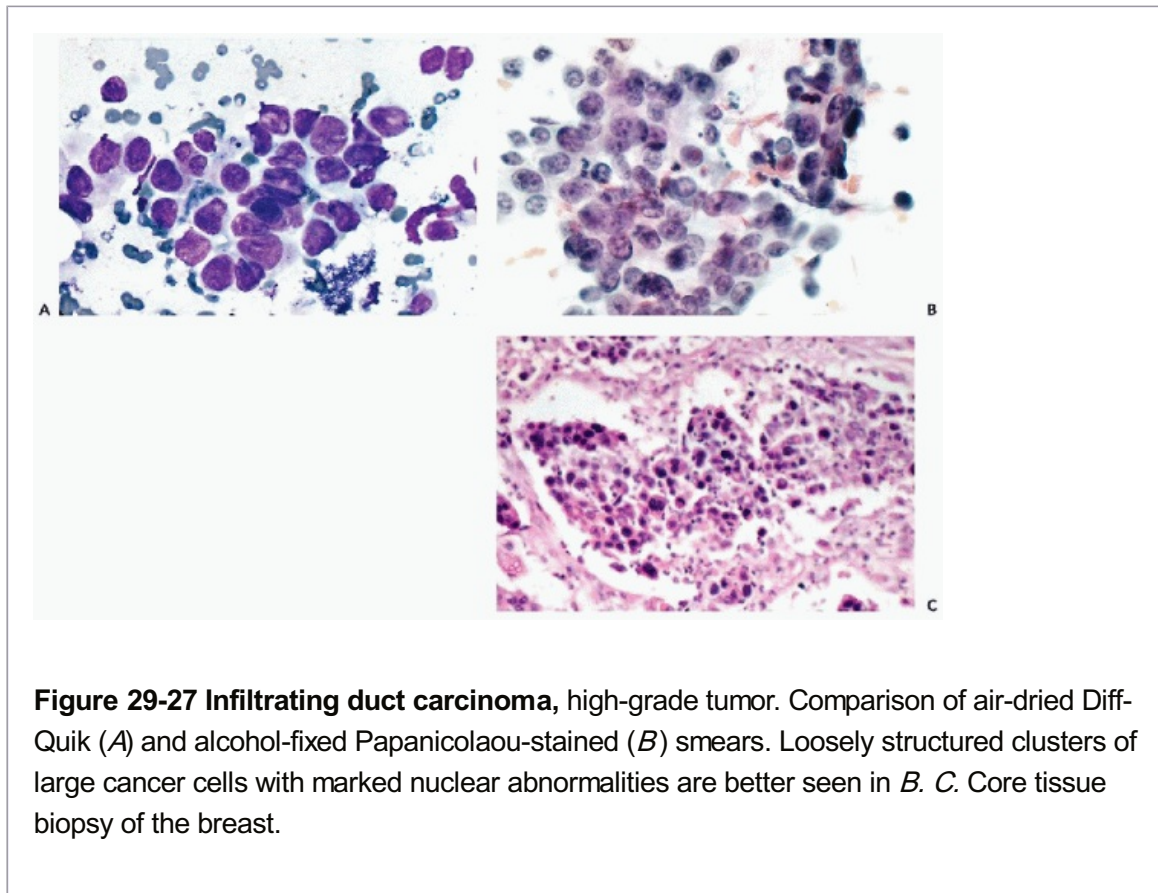 A
B
C
Figure 29-27 Infiltrating duct carcinoma, high-grade tumor. Comparison of air-dried Diff-
Quik (A) and alcohol-fixed Papanicolaou-stained (B) smears. Loosely structured clusters of
large cancer cells with marked nuclear abnormalities are better seen in B. C. Core tissue
biopsy of the breast.